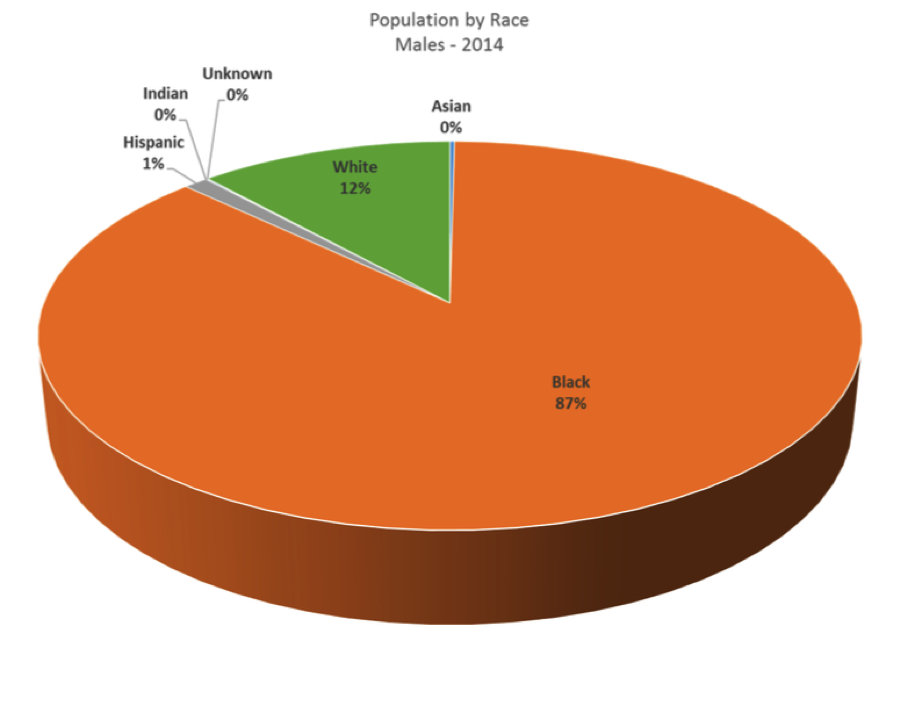 Population by Race
Males - 2014
Unknown
0%
Indian
0%
Asian
0%
Hispanic
1%
White
12%
Black
87%